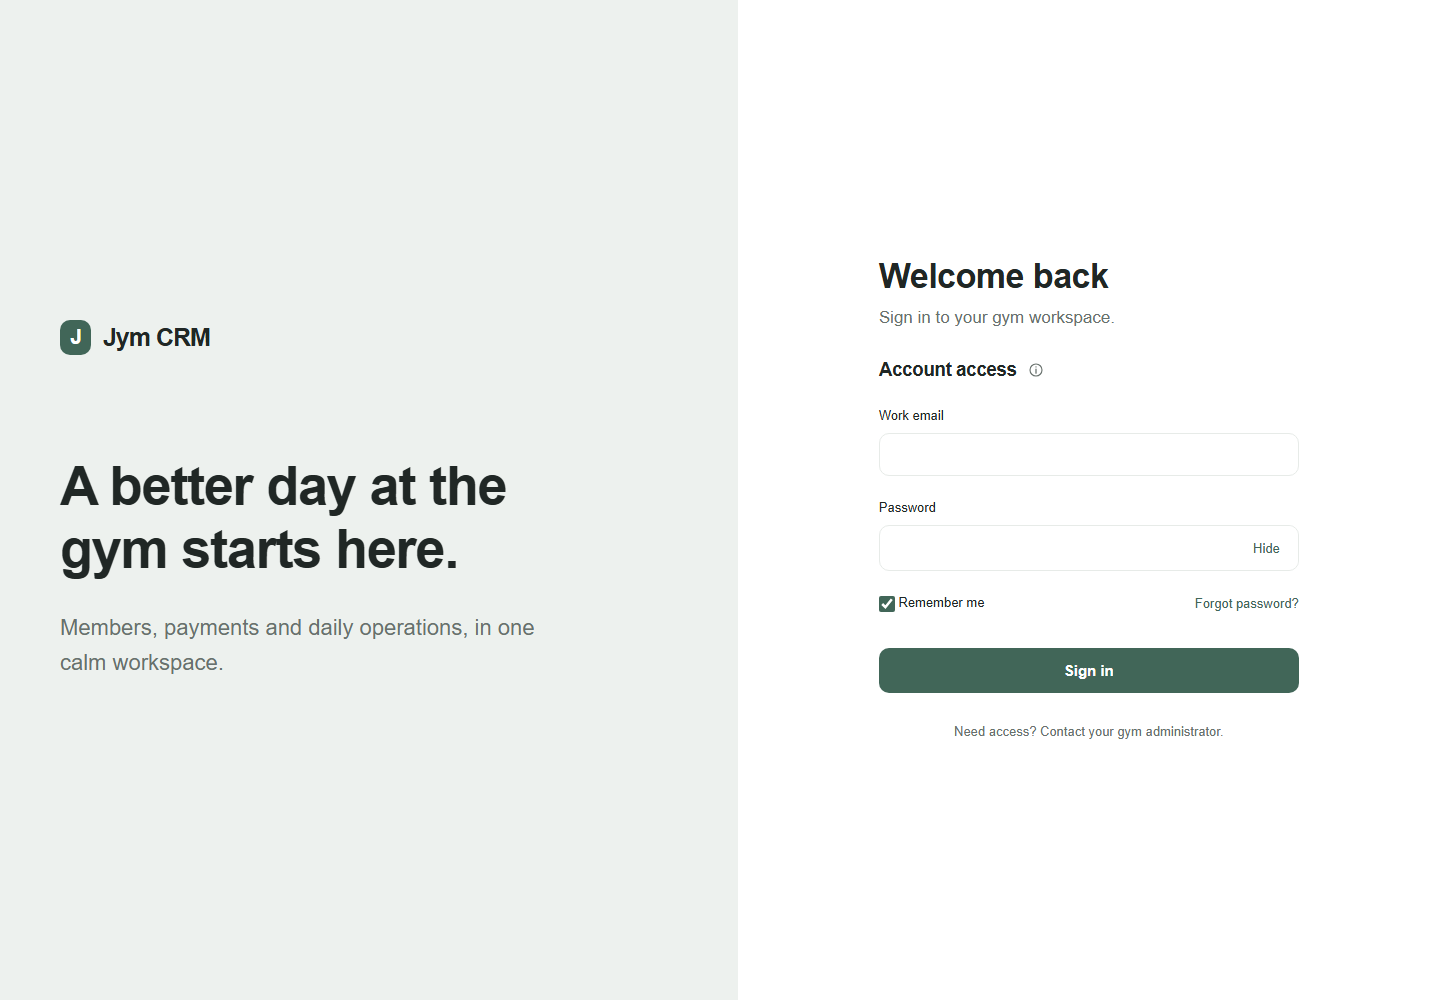 J Jym CRM
A better day at the
gym starts here.
Members, payments and daily operations, in one
calm workspace.
Welcome back
Sign in to your gym workspace.
Account access
Work email
Password
Hide
Remember me
Forgot password?
Sign in
Need access? Contact your gym administrator.